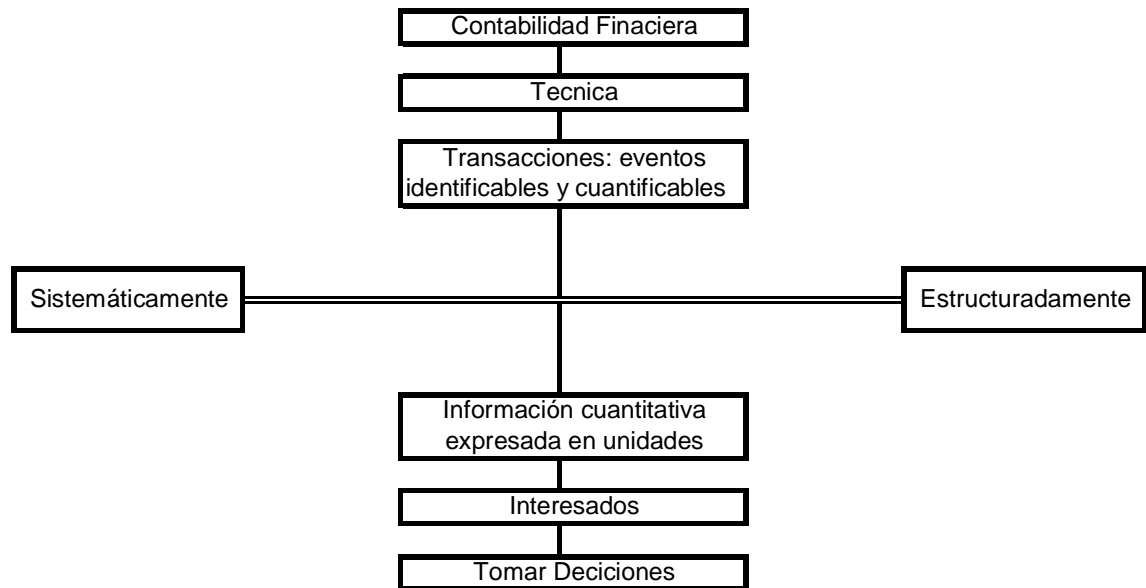 Contabilidad Finaciera
Tecnica
Transacciones: eventos
identificables y cuantificables
Sistemáticamente
Estructuradamente
Información cuantitativa
expresada en unidades
Interesados
Tomar Deciciones